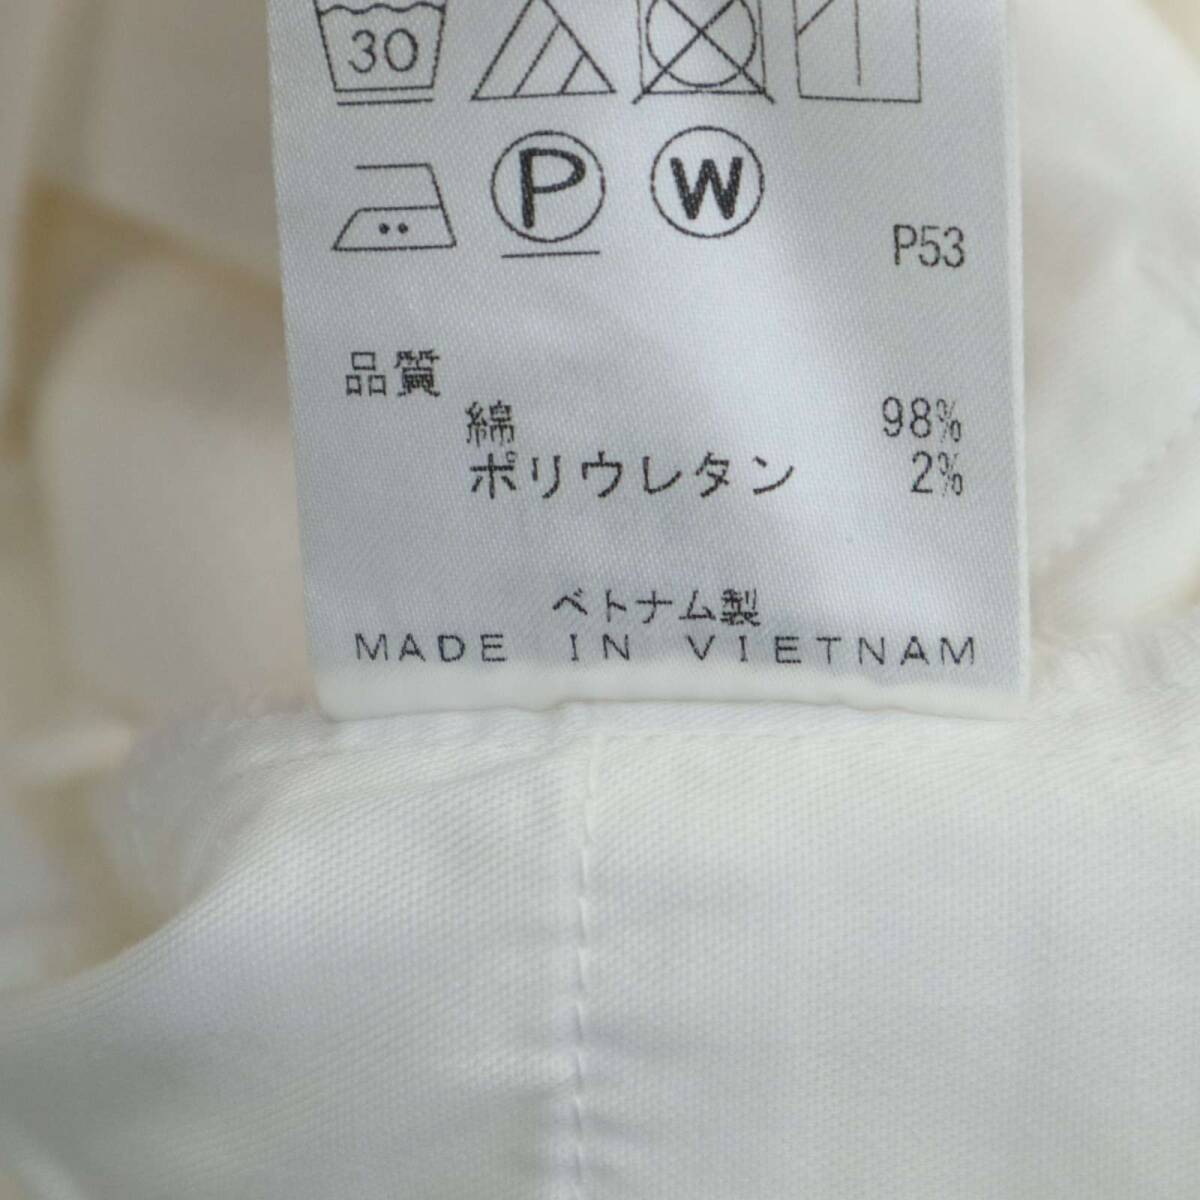 30
P W
P53
品質
綿 98%
ポリウレタン 2%
ベトナム製
MADE IN VIETNAM